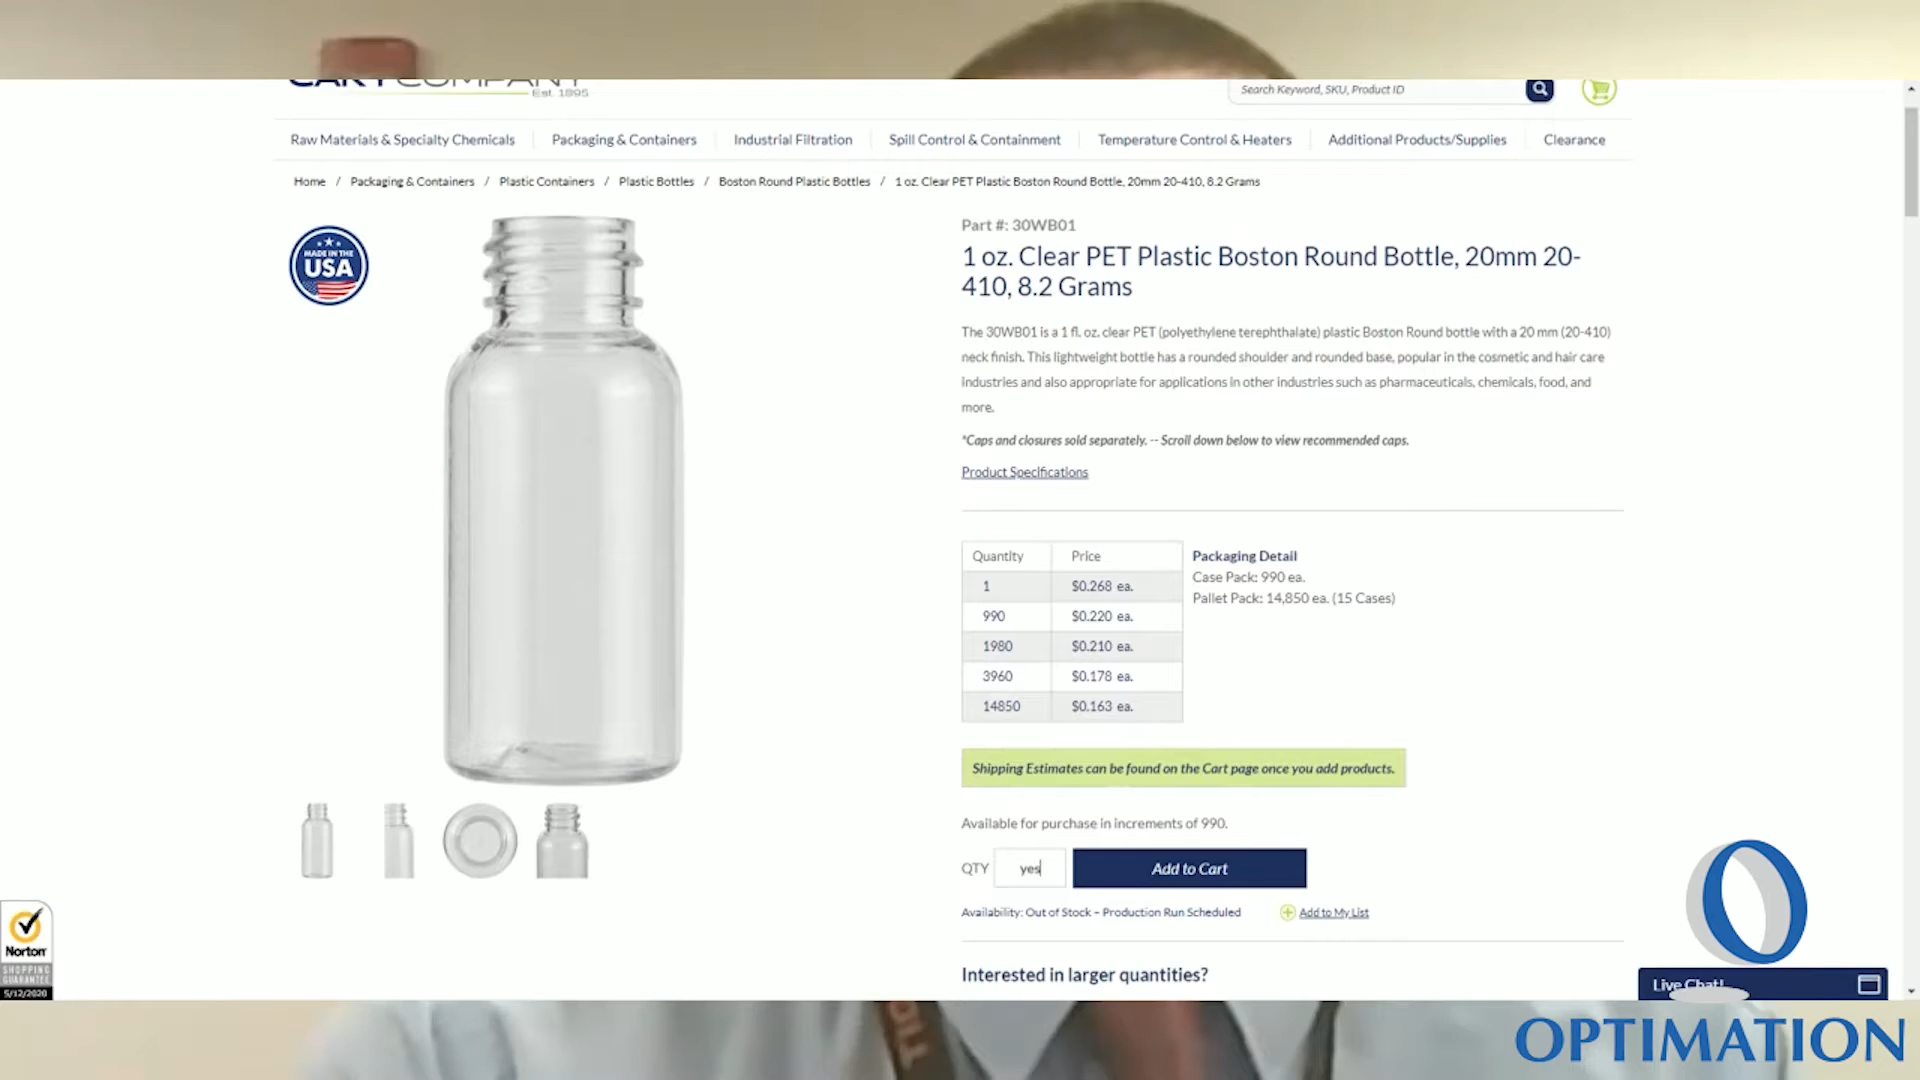 CARY COMPANY
Est. 1895
Search Keyword, SKU, Product ID
Raw Materials & Specialty Chemicals
Packaging & Containers
Industrial Filtration
Spill Control & Containment
Temperature Control & Heaters
Additional Products/Supplies
Clearance
Home / Packaging & Containers / Plastic Containers / Plastic Bottles / Boston Round Plastic Bottles / 1 oz. Clear PET Plastic Boston Round Bottle, 20mm 20-410, 8.2 Grams
MADE IN THE
USA
Part #: 30WB01
1 oz. Clear PET Plastic Boston Round Bottle, 20mm 20-
410, 8.2 Grams
The 30WB01 is a 1 fl. oz. clear PET (polyethylene terephthalate) plastic Boston Round bottle with a 20 mm (20-410)
neck finish. This lightweight bottle has a rounded shoulder and rounded base, popular in the cosmetic and hair care
industries and also appropriate for applications in other industries such as pharmaceuticals, chemicals, food, and
more.
*Caps and closures sold separately. -- Scroll down below to view recommended caps.
Product Specifications
Quantity Price
1 $0.268 ea.
990 $0.220 ea.
1980 $0.210 ea.
3960 $0.178 ea.
14850 $0.163 ea.
Packaging Detail
Case Pack: 990 ea.
Pallet Pack: 14,850 ea. (15 Cases)
Shipping Estimates can be found on the Cart page once you add products.
Available for purchase in increments of 990.
QTY yes Add to Cart
Availability: Out of Stock – Production Run Scheduled
Add to My List
Interested in larger quantities?
Norton
SHOPPING
GUARANTEE
5/12/2020
Live Chat!
OPTIMATION